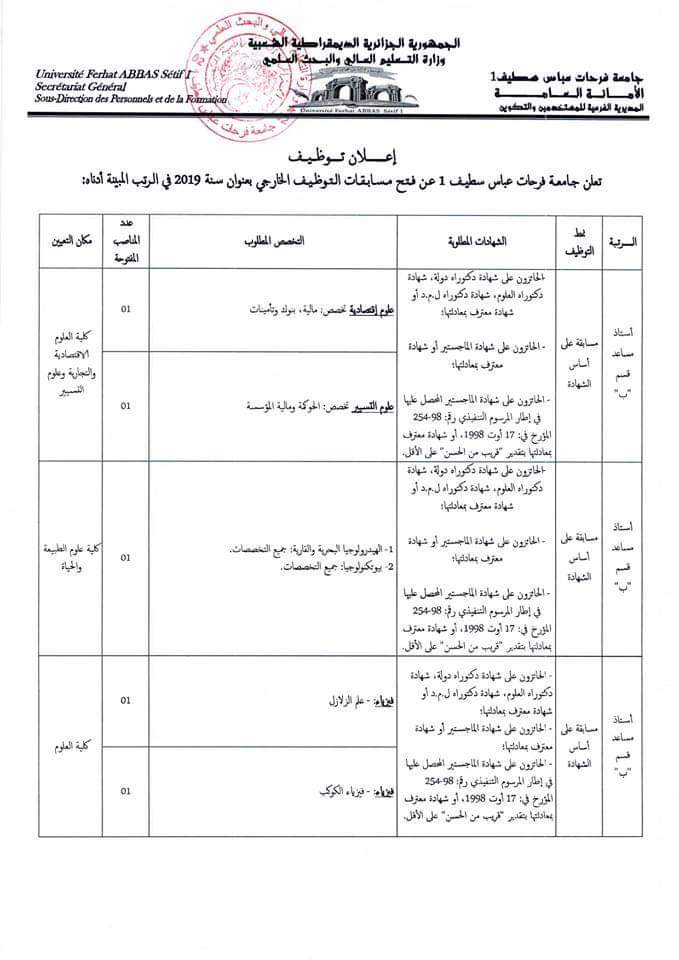 الجمهورية الجزائرية الديمقراطية الشعبية
وزارة التعليم العالي والبحث العلمي
جامعة فرحات عباس سطيف1
الأمانة العامة
المديرية الفرعية للمستخدمين والتكوين
Université Ferhat ABBAS Sétif 1
Secrétariat Général
Sous-Direction des Personnels et de la Formation
Université Ferhat ABBAS Sétif 1
إعلان توظيف
تعلن جامعة فرحات عباس سطيف 1 عن فتح مسابقات التوظيف الخارجي بعنوان سنة 2019 في الرتب المبينة أدناه:
الرتبة
نمط
التوظيف
الشهادات المطلوبة
التخصص المطلوب
عدد
المناصب
المفتوحة
مكان التعيين
أستاذ
مساعد
قسم
"ب"
مسابقة على
أساس
الشهادة
-الحائزون على شهادة دكتوراه دولة، شهادة
دكتوراه العلوم، شهادة دكتوراه ل.م.د أو
شهادة معترف بمعادلتها؛
- الحائزون على شهادة الماجستير أو شهادة
معترف بمعادلتها؛
- الحائزون على شهادة الماجستير المحصل عليها
في إطار المرسوم التنفيذي رقم: 98-254
المؤرخ في: 17 أوت 1998، أو شهادة معترف
بمعادلتها بتقدير "قريب من الحسن" على الأقل.
علوم إقتصادية تخصص: مالية، بنوك وتأمينات
01
علوم التسيير تخصص: الحوكمة ومالية المؤسسة
01
كلية العلوم
الاقتصادية
والتجارية وعلوم
التسيير
أستاذ
مساعد
قسم
"ب"
مسابقة على
أساس
الشهادة
-الحائزون على شهادة دكتوراه دولة، شهادة
دكتوراه العلوم، شهادة دكتوراه ل.م.د أو
شهادة معترف بمعادلتها؛
- الحائزون على شهادة الماجستير أو شهادة
معترف بمعادلتها؛
- الحائزون على شهادة الماجستير المحصل عليها
في إطار المرسوم التنفيذي رقم: 98-254
المؤرخ في: 17 أوت 1998، أو شهادة معترف
بمعادلتها بتقدير "قريب من الحسن" على الأقل.
1- الهيدرولوجيا البحرية والقارية: جميع التخصصات.
2- بيوتكنولوجيا: جميع التخصصات.
01
كلية علوم الطبيعة
والحياة
أستاذ
مساعد
قسم
"ب"
مسابقة على
أساس
الشهادة
- الحائزون على شهادة دكتوراه دولة، شهادة
دكتوراه العلوم، شهادة دكتوراه ل.م.د أو
شهادة معترف بمعادلتها؛
- الحائزون على شهادة الماجستير أو شهادة
معترف بمعادلتها؛
- الحائزون على شهادة الماجستير المحصل عليها
في إطار المرسوم التنفيذي رقم: 98-254
المؤرخ في: 17 أوت 1998، أو شهادة معترف
بمعادلتها بتقدير "قريب من الحسن" على الأقل.
فيزياء: - علم الزلازل
01
فيزياء: - فيزياء الكوكب
01
كلية العلوم